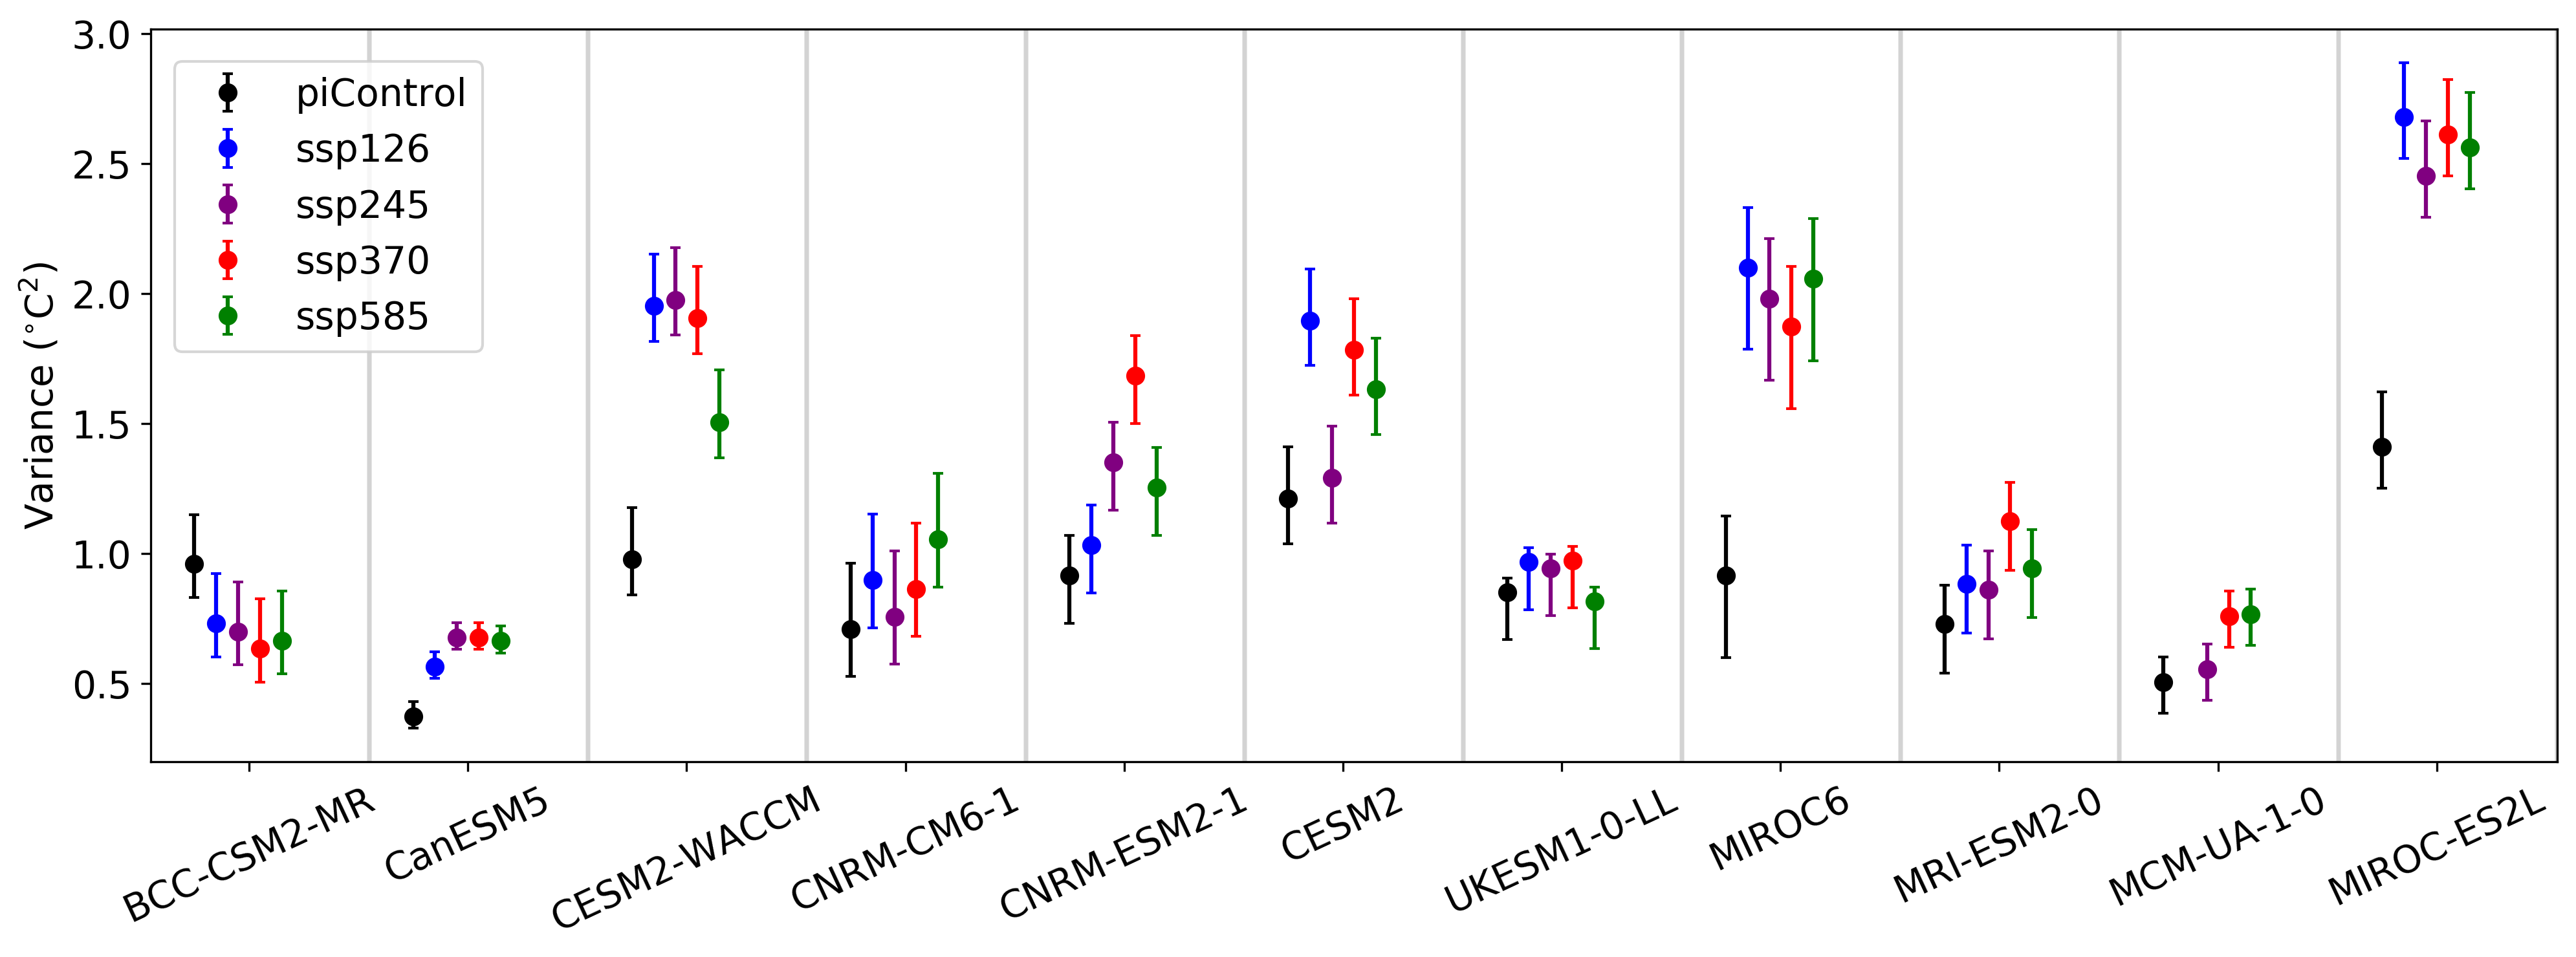 3.0
2.5
2.0
1.5
1.0
0.5
Variance (°C²)
piControl
ssp126
ssp245
ssp370
ssp585
BCC-CSM2-MR
CanESM5
CESM2-WACCM
CNRM-CM6-1
CNRM-ESM2-1
CESM2
UKESM1-0-LL
MIROC6
MRI-ESM2-0
MCM-UA-1-0
MIROC-ES2L